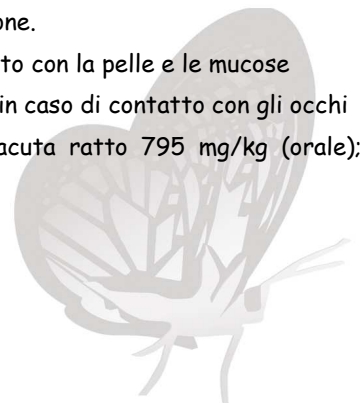 one.
to con la pelle e le mucose
in caso di contatto con gli occhi
acuta ratto 795 mg/kg (orale);